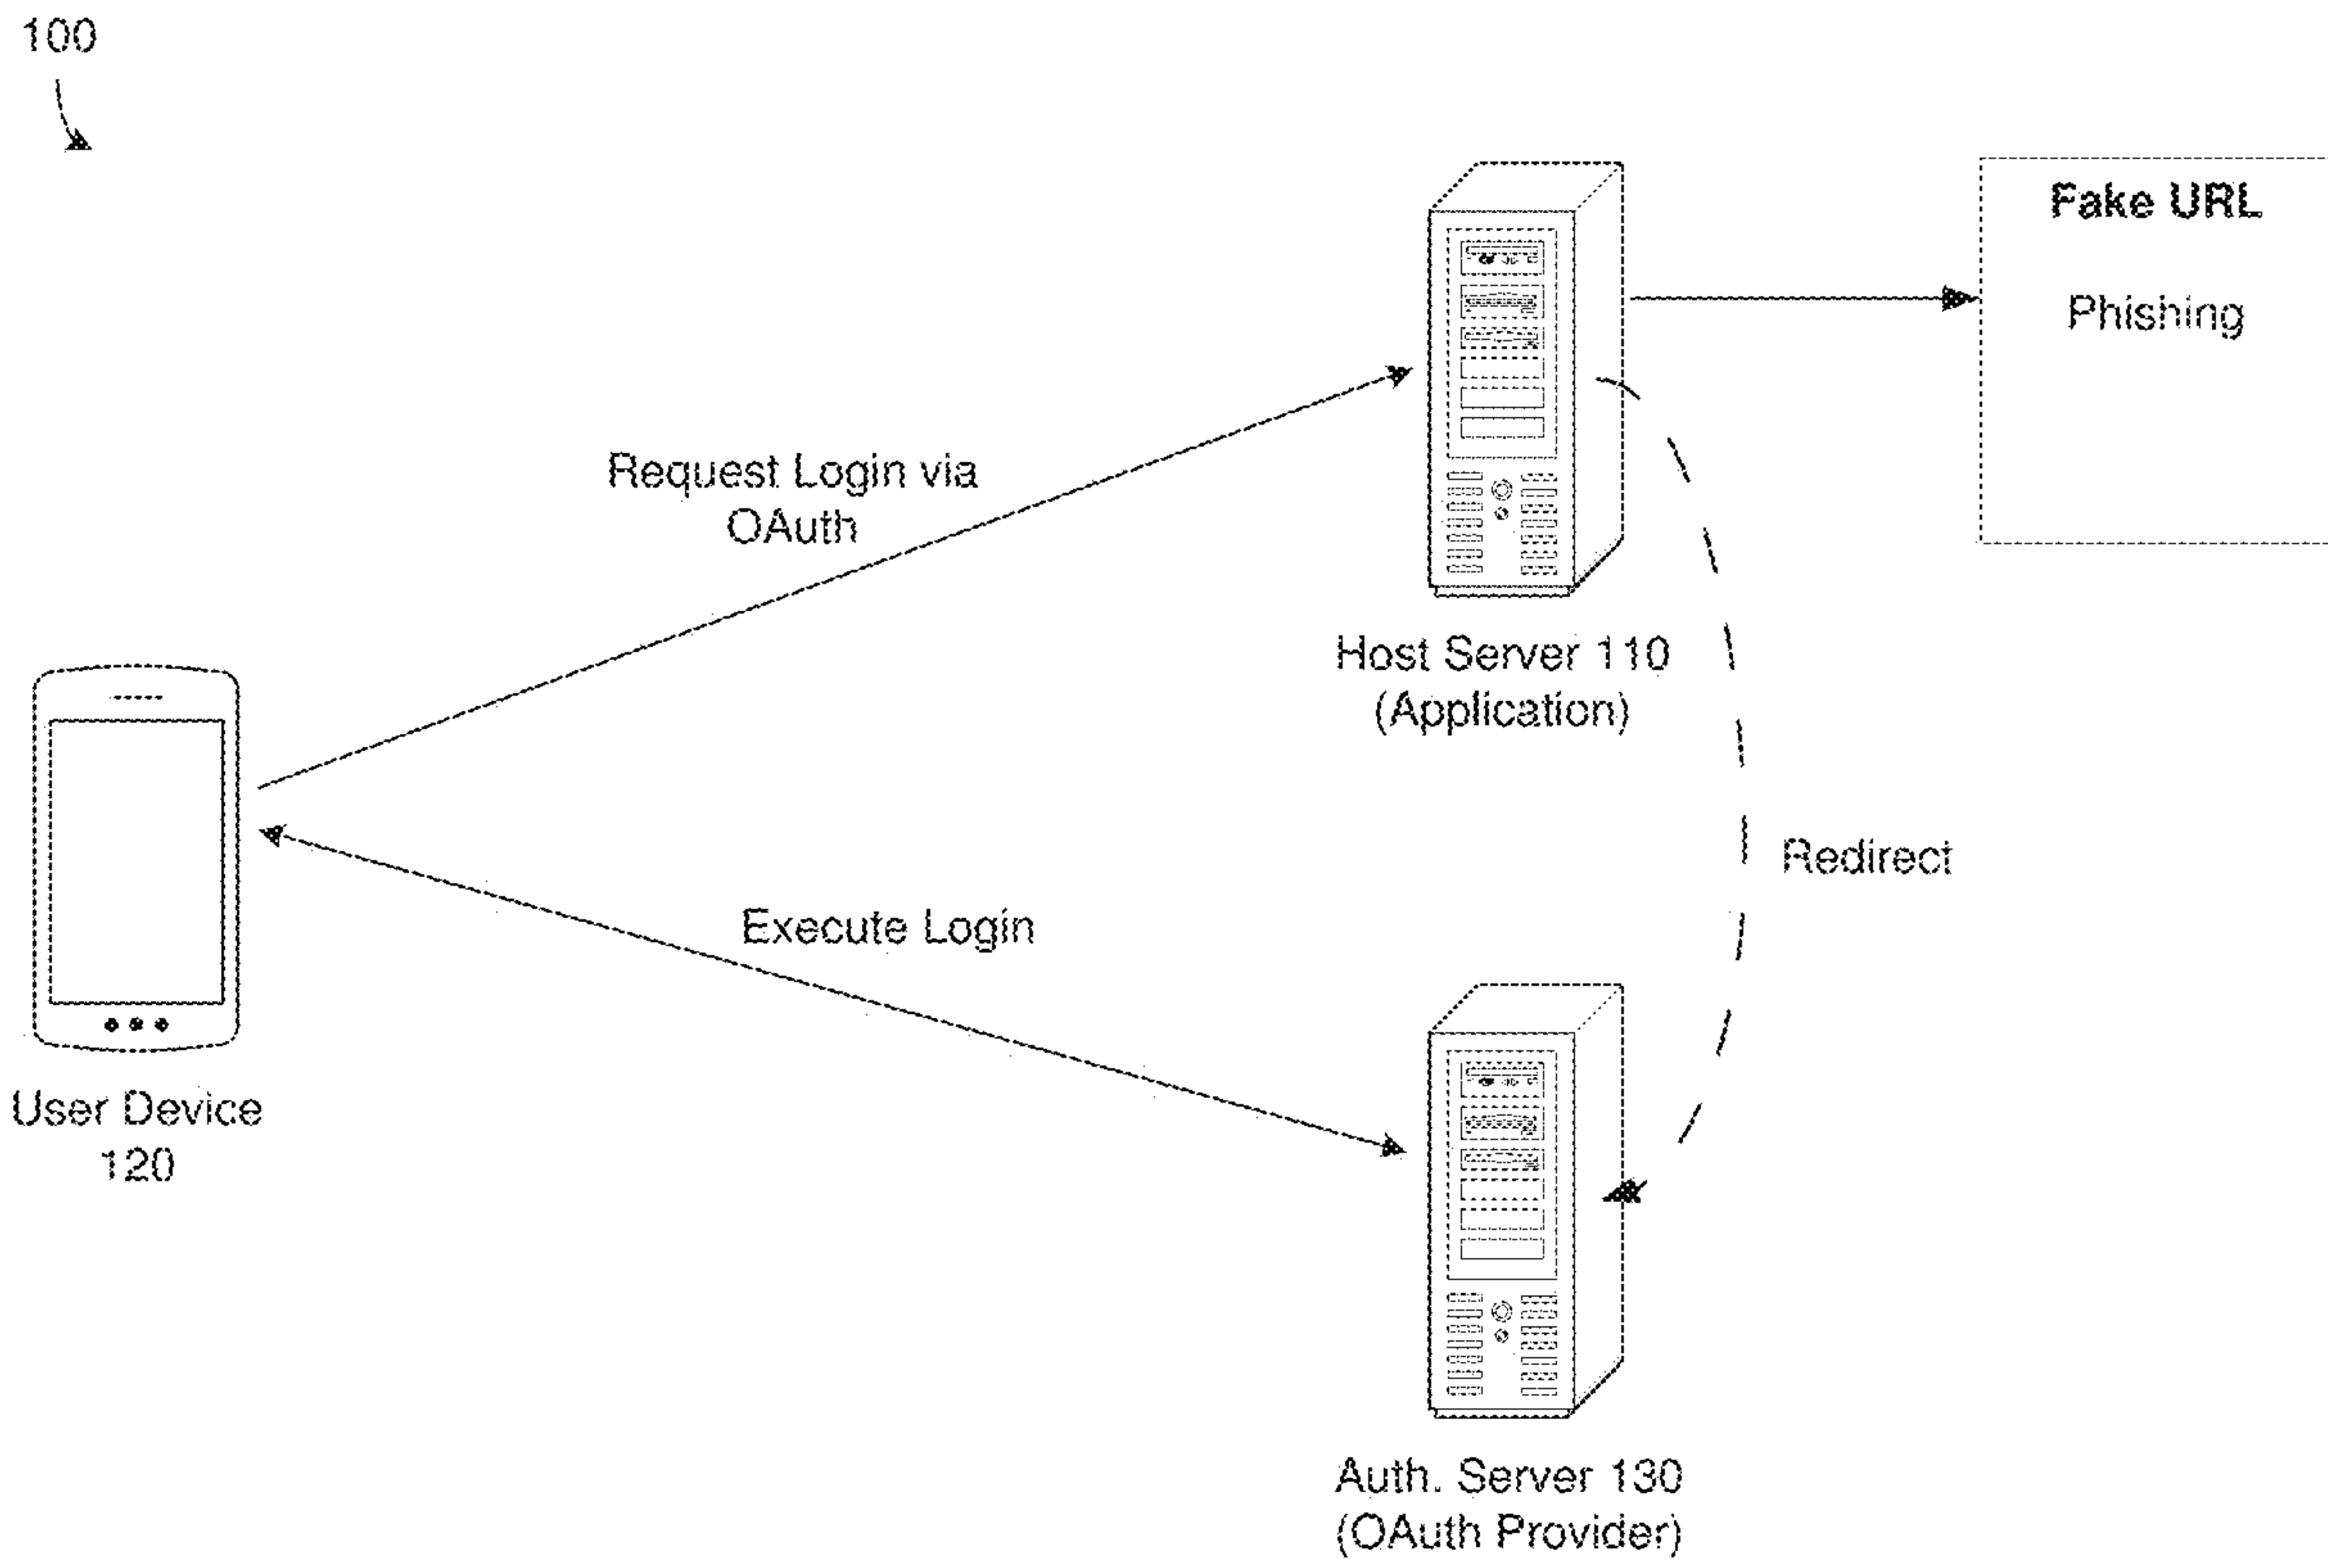 100
Fake URL
Phishing
Request Login via
OAuth
Host Server 110
(Application)
Redirect
Execute Login
User Device
120
Auth. Server 130
(OAuth Provider)